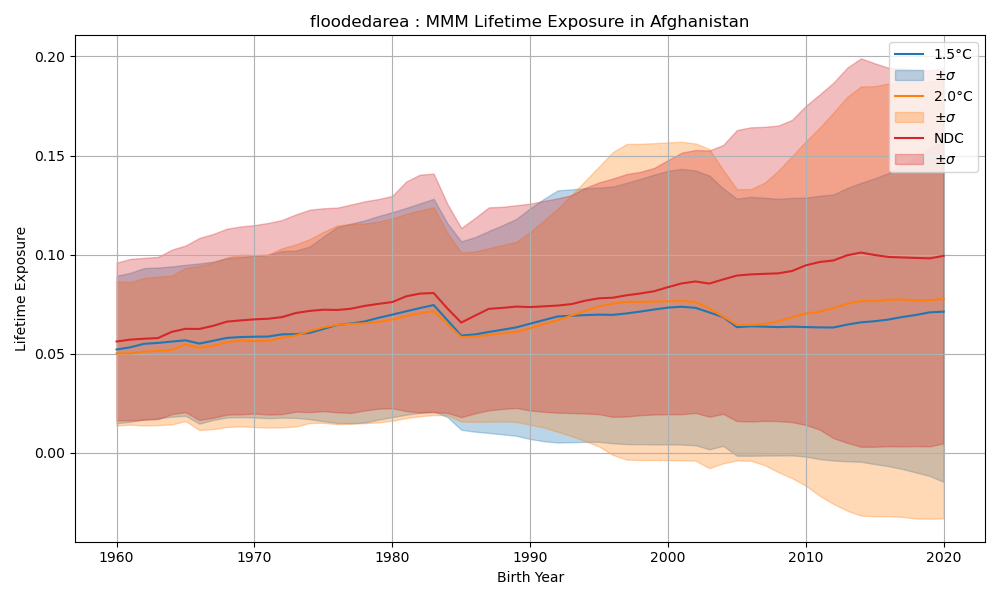 floodedarea : MMM Lifetime Exposure in Afghanistan
1.5°C
±σ
2.0°C
±σ
NDC
±σ
Lifetime Exposure
0.20
0.15
0.10
0.05
0.00
1960 1970 1980 1990 2000 2010 2020
Birth Year